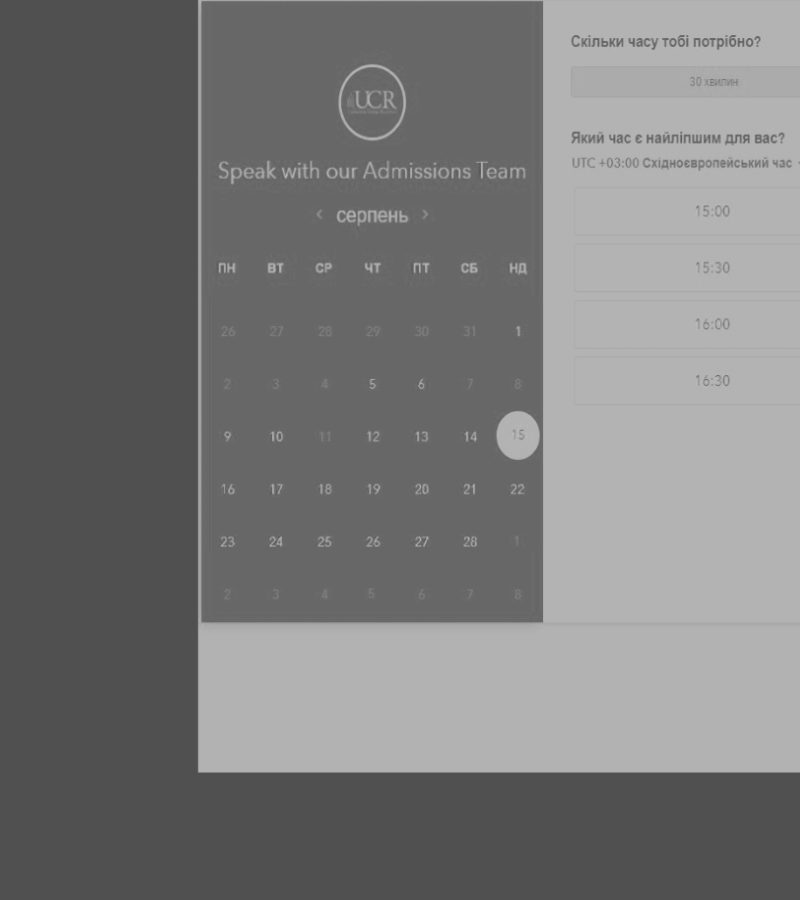 UCR
Speak with our Admissions Team
‹ серпень ›
ПН ВТ СР ЧТ ПТ СБ НД
26 27 28 29 30 31 1
2 3 4 5 6 7 8
9 10 11 12 13 14 15
16 17 18 19 20 21 22
23 24 25 26 27 28 1
2 3 4 5 6 7 8
Скільки часу тобі потрібно?
30 хвилин
Який час є найліпшим для вас?
UTC +03:00 Східноєвропейський час
15:00
15:30
16:00
16:30